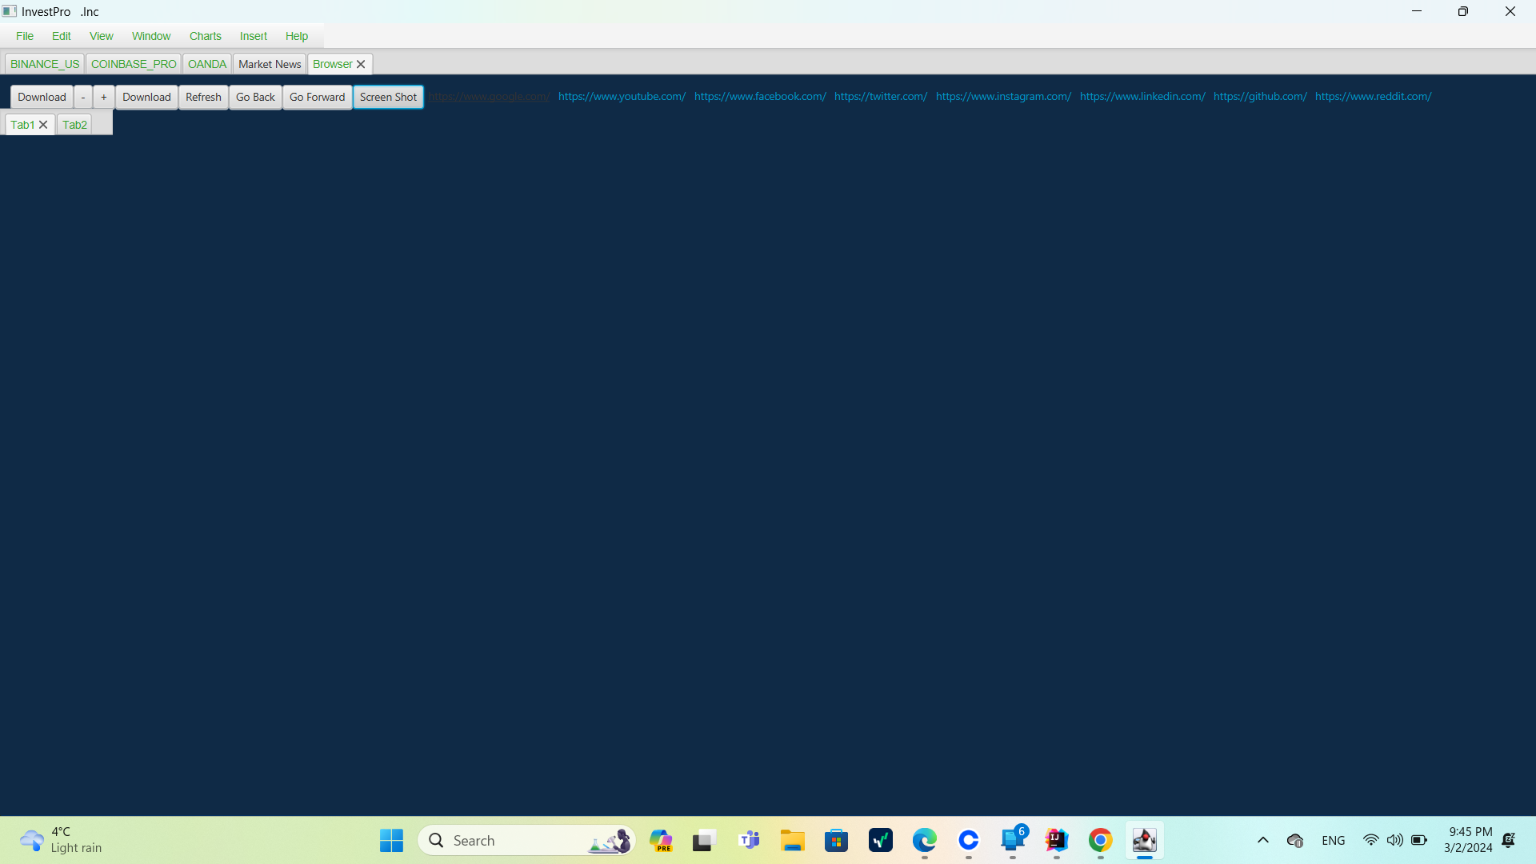 InvestPro .Inc
File Edit View Window Charts Insert Help
BINANCE_US COINBASE_PRO OANDA Market News Browser
Download - + Download Refresh Go Back Go Forward Screen Shot https://www.google.com/ https://www.youtube.com/ https://www.facebook.com/ https://twitter.com/ https://www.instagram.com/ https://www.linkedin.com/ https://github.com/ https://www.reddit.com/
Tab1 Tab2
4°C
Light rain
Search
PRE
6
IJ
ENG
9:45 PM
3/2/2024